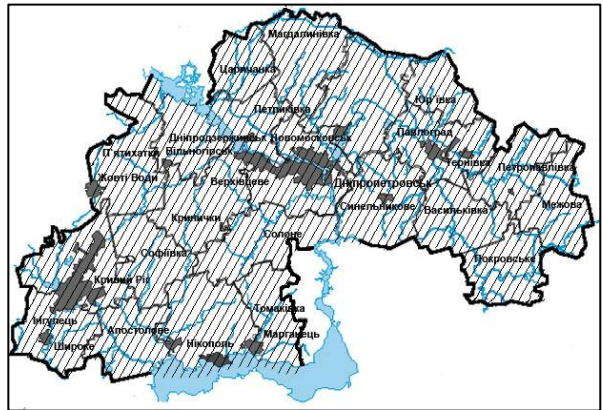 Магдалинівка
Царичанка
Юр'ївка
Петриківка
Дніпродзержинськ
Новомосковськ
Павлоград
Вільногірськ
П'ятихатки
Тернівка
Петропавлівка
Жовті Води
Верхівцеве
Дніпропетровськ
Синельникове
Васильківка
Межова
Кринички
Солоне
Софіївка
Покровське
Кривий Ріг
Томаківка
Інгулець
Апостолове
Марганець
Широке
Нікополь